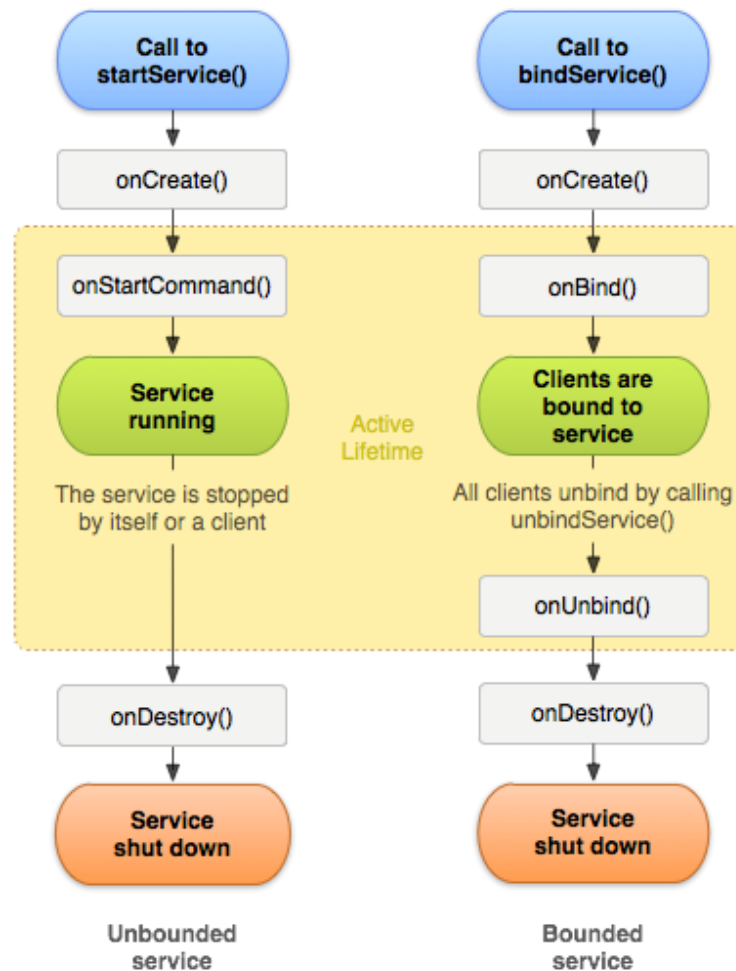 Call to
startService()
onCreate()
onStartCommand()
Service
running
The service is stopped
by itself or a client
onDestroy()
Service
shut down
Unbounded
service
Active
Lifetime
Call to
bindService()
onCreate()
onBind()
Clients are
bound to
service
All clients unbind by calling
unbindService()
onUnbind()
onDestroy()
Service
shut down
Bounded
service